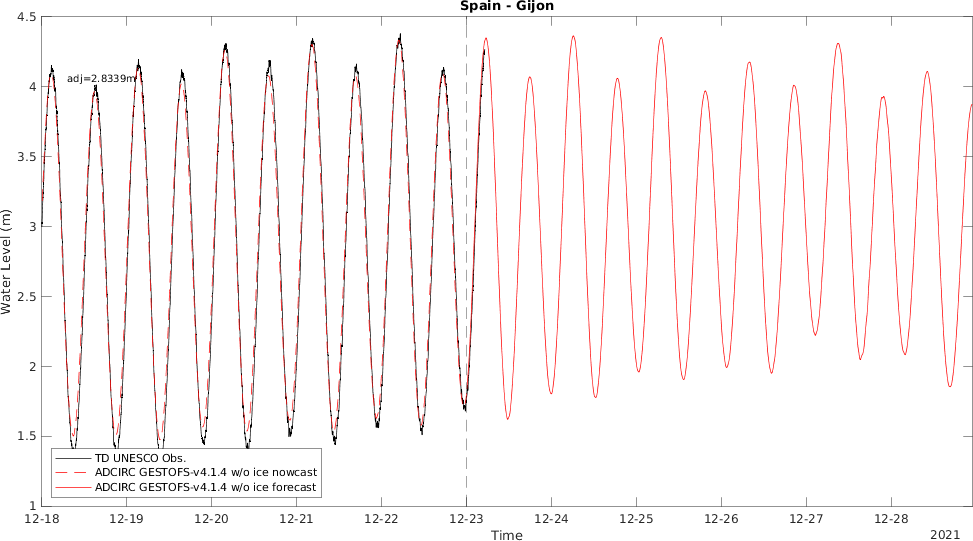 Spain - Gijon
4.5
4
3.5
3
2.5
2
1.5
1
Water Level (m)
adj=2.8339m
TD UNESCO Obs.
ADCIRC GESTOFS-v4.1.4 w/o ice nowcast
ADCIRC GESTOFS-v4.1.4 w/o ice forecast
12-18 12-19 12-20 12-21 12-22 12-23 12-24 12-25 12-26 12-27 12-28
Time
2021